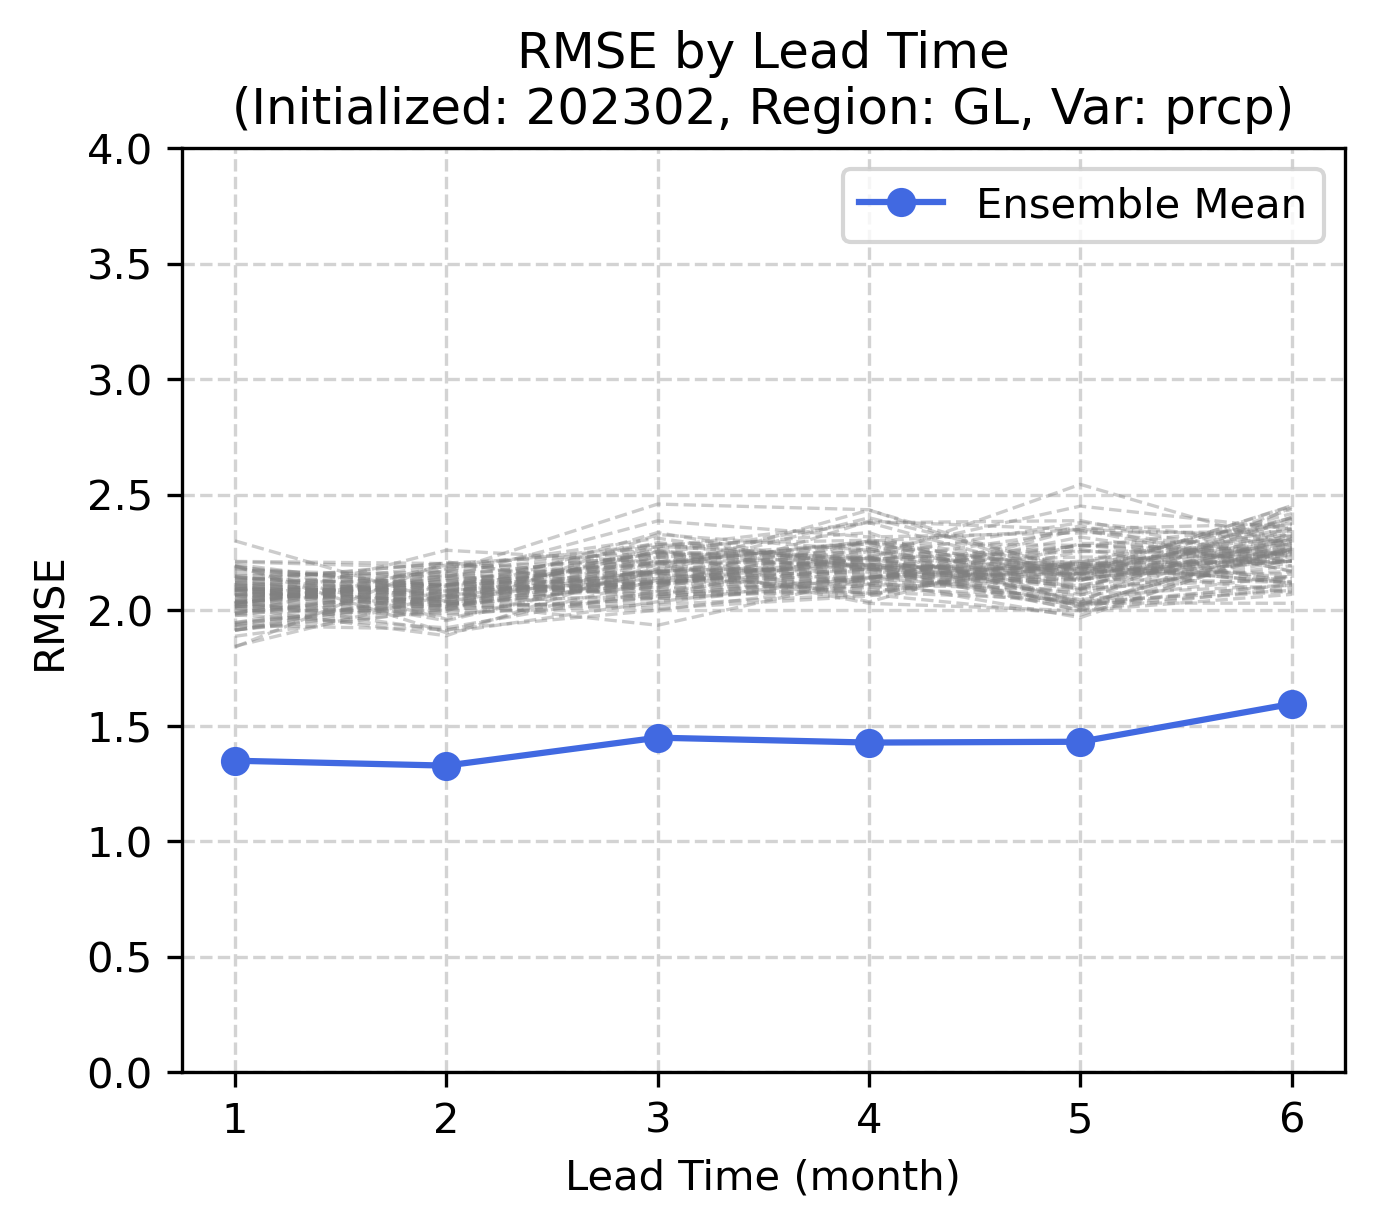 RMSE by Lead Time
(Initialized: 202302, Region: GL, Var: prcp)
Ensemble Mean
4.0
3.5
3.0
2.5
2.0
1.5
1.0
0.5
0.0
RMSE
1 2 3 4 5 6
Lead Time (month)